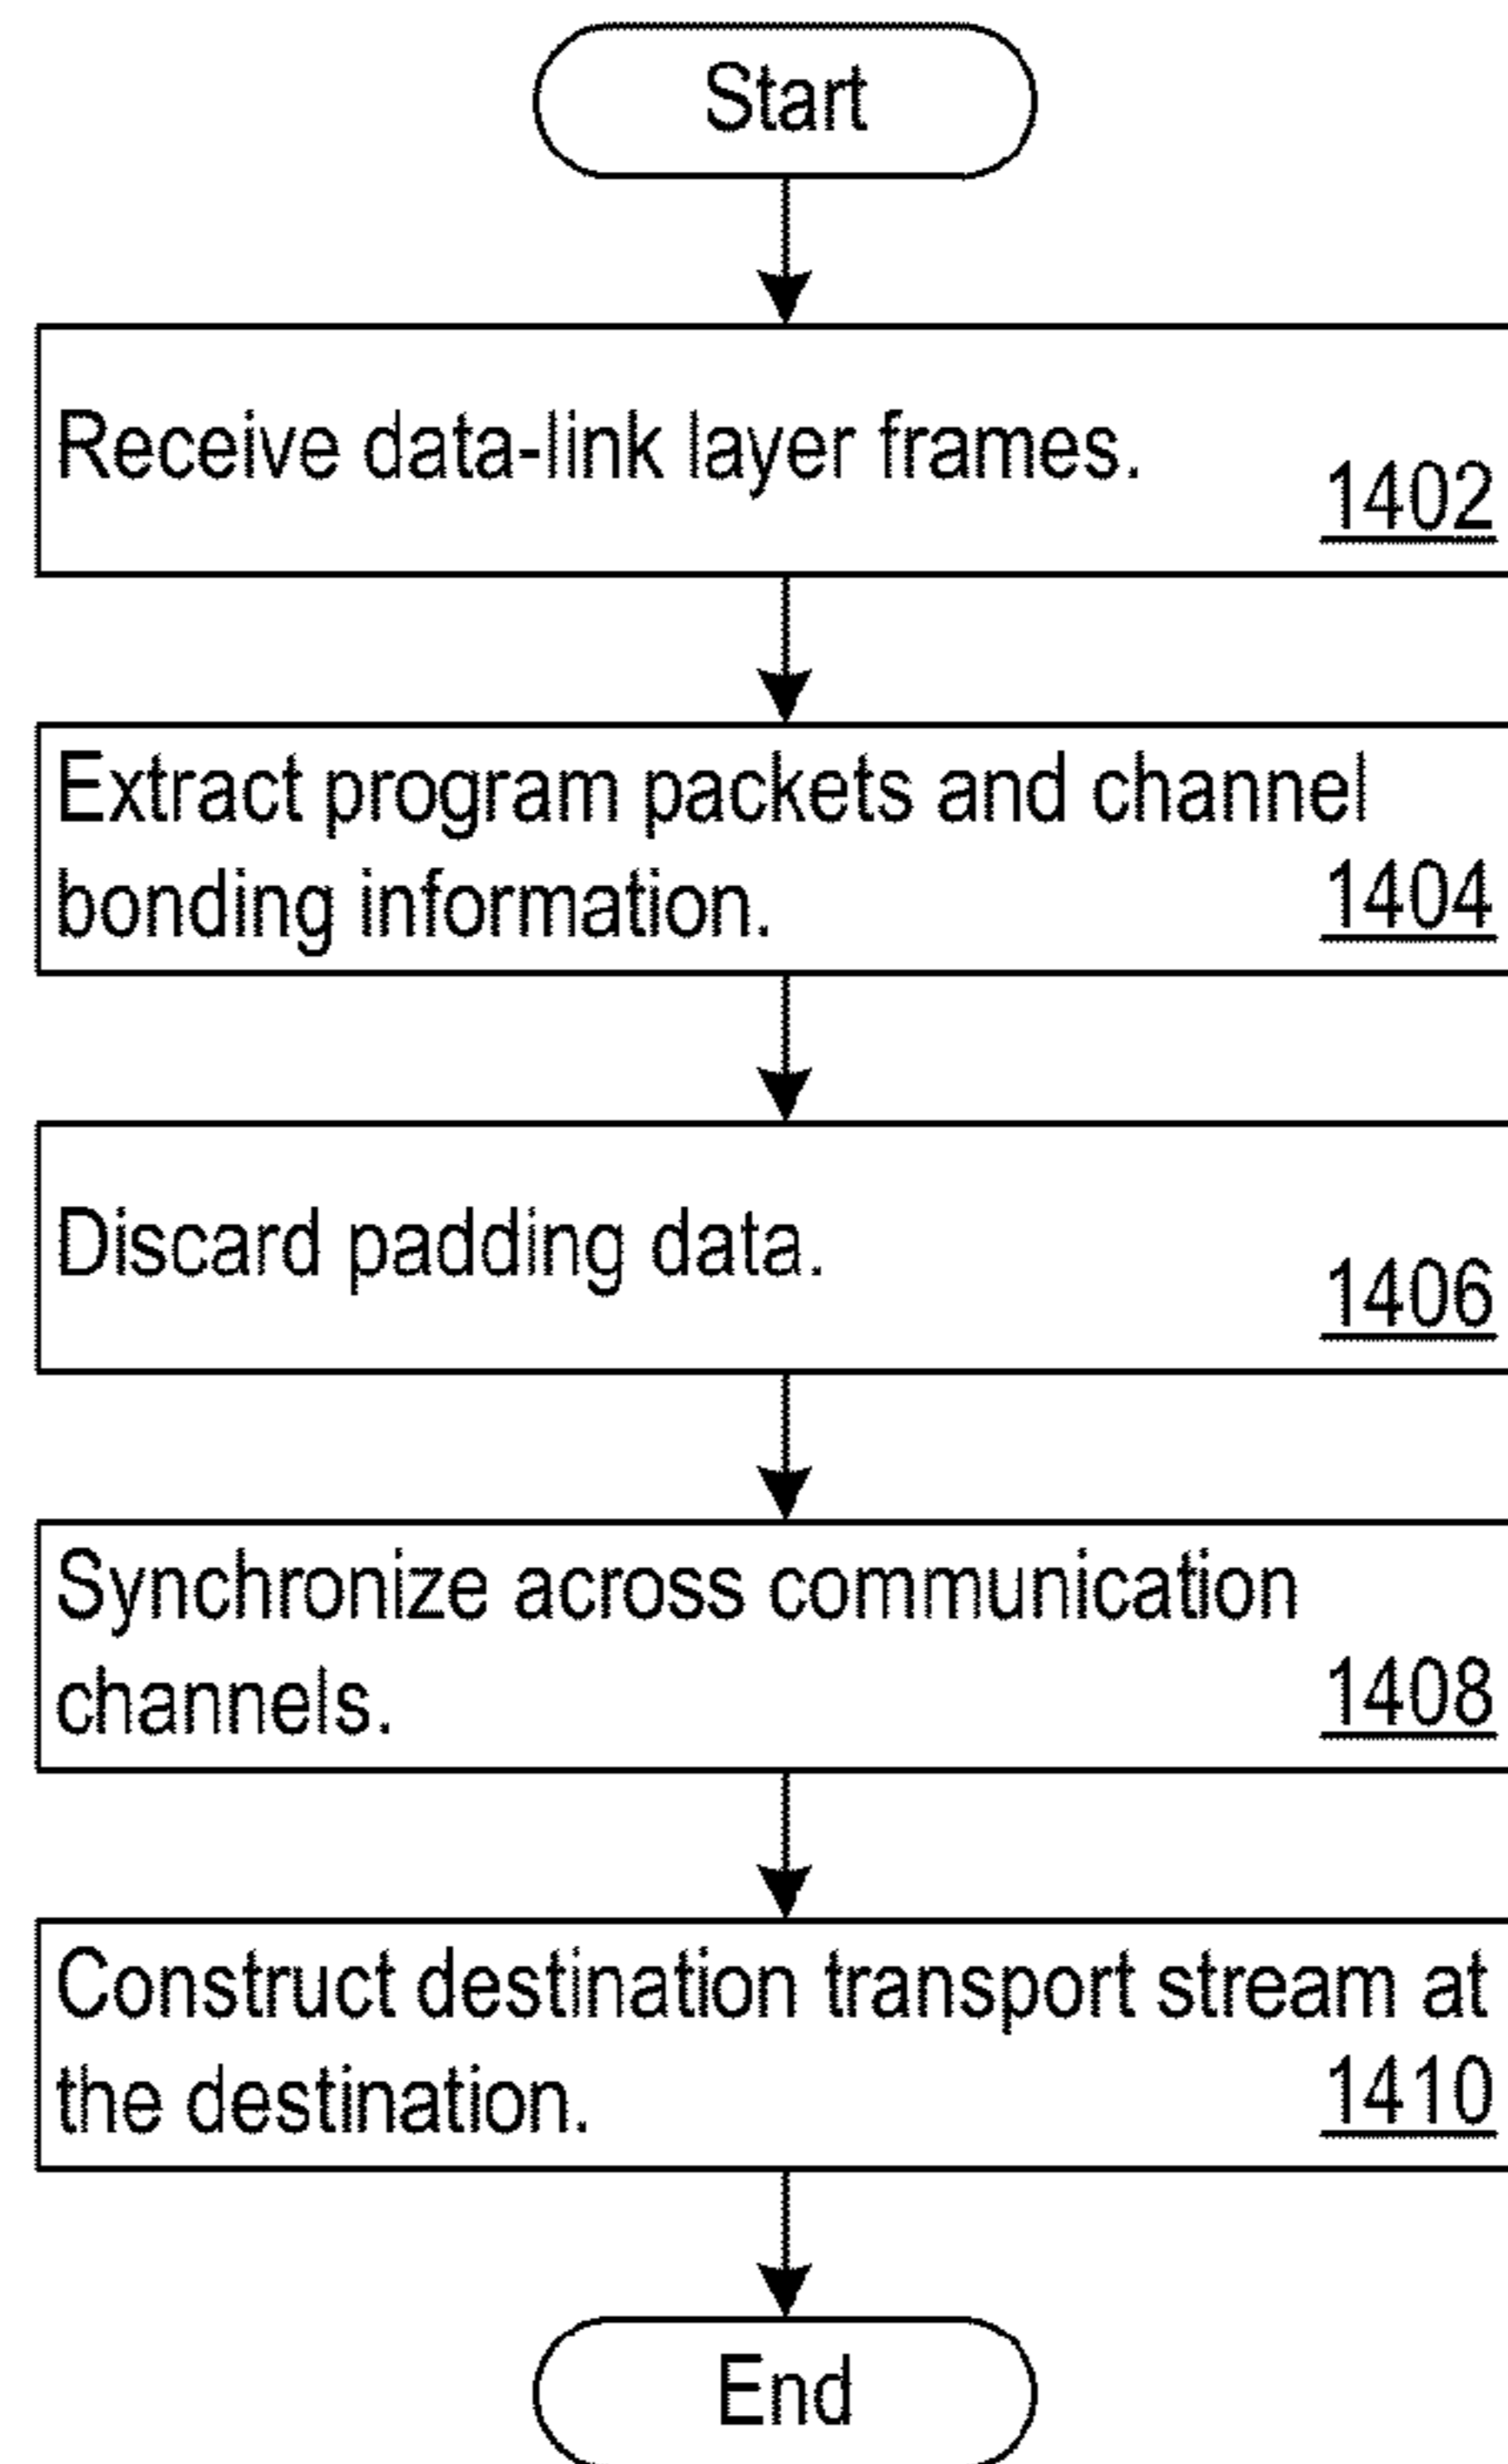 Start
Receive data-link layer frames.
1402
Extract program packets and channel
bonding information.
1404
Discard padding data.
1406
Synchronize across communication
channels.
1408
Construct destination transport stream at
the destination.
1410
End